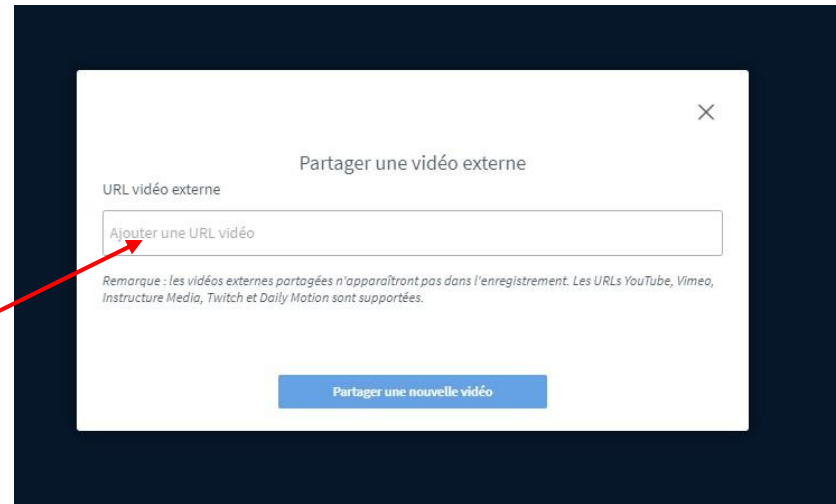 Partager une vidéo externe
URL vidéo externe
Ajouter une URL vidéo
Remarque : les vidéos externes partagées n'apparaîtront pas dans l'enregistrement. Les URLs YouTube, Vimeo,
Instructure Media, Twitch et Daily Motion sont supportées.
Partager une nouvelle vidéo